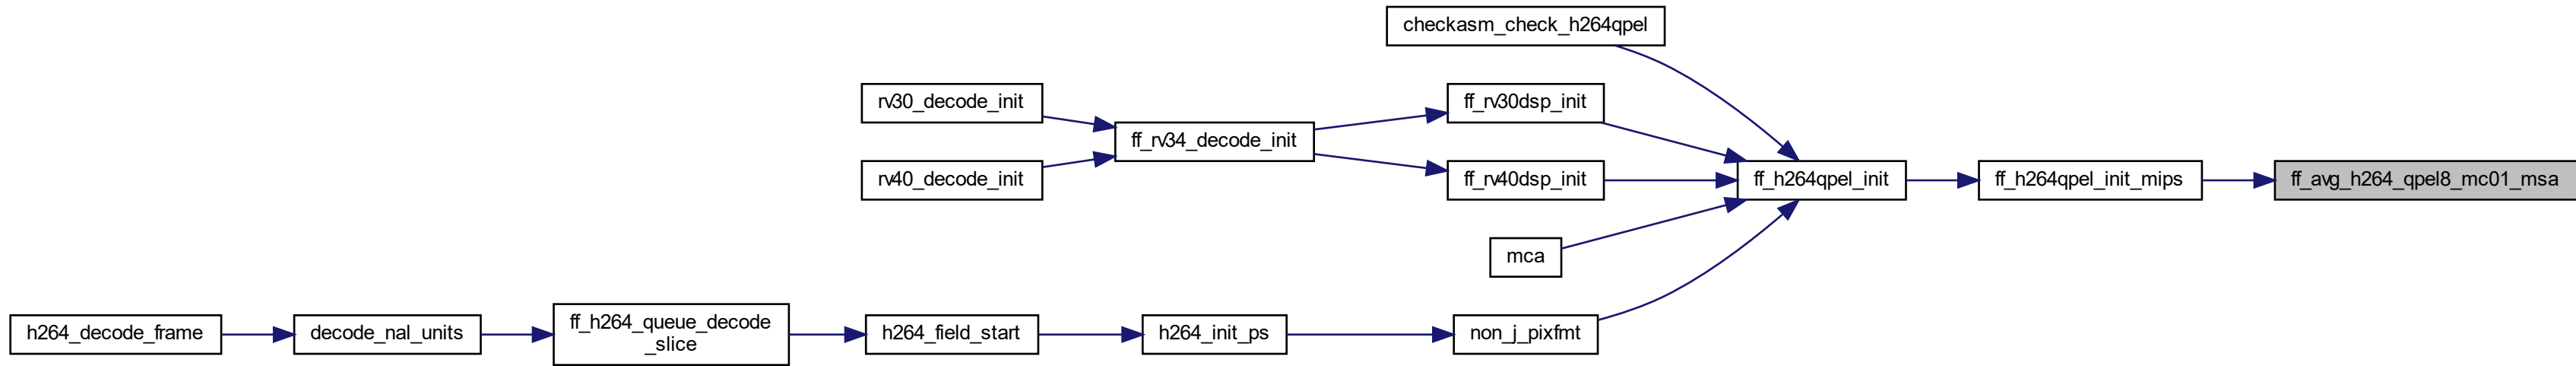 checkasm_check_h264qpel
rv30_decode_init
ff_rv30dsp_init
ff_rv34_decode_init
rv40_decode_init
ff_rv40dsp_init
ff_h264qpel_init
ff_h264qpel_init_mips
ff_avg_h264_qpel8_mc01_msa
mca
h264_decode_frame
decode_nal_units
ff_h264_queue_decode
_slice
h264_field_start
h264_init_ps
non_j_pixfmt